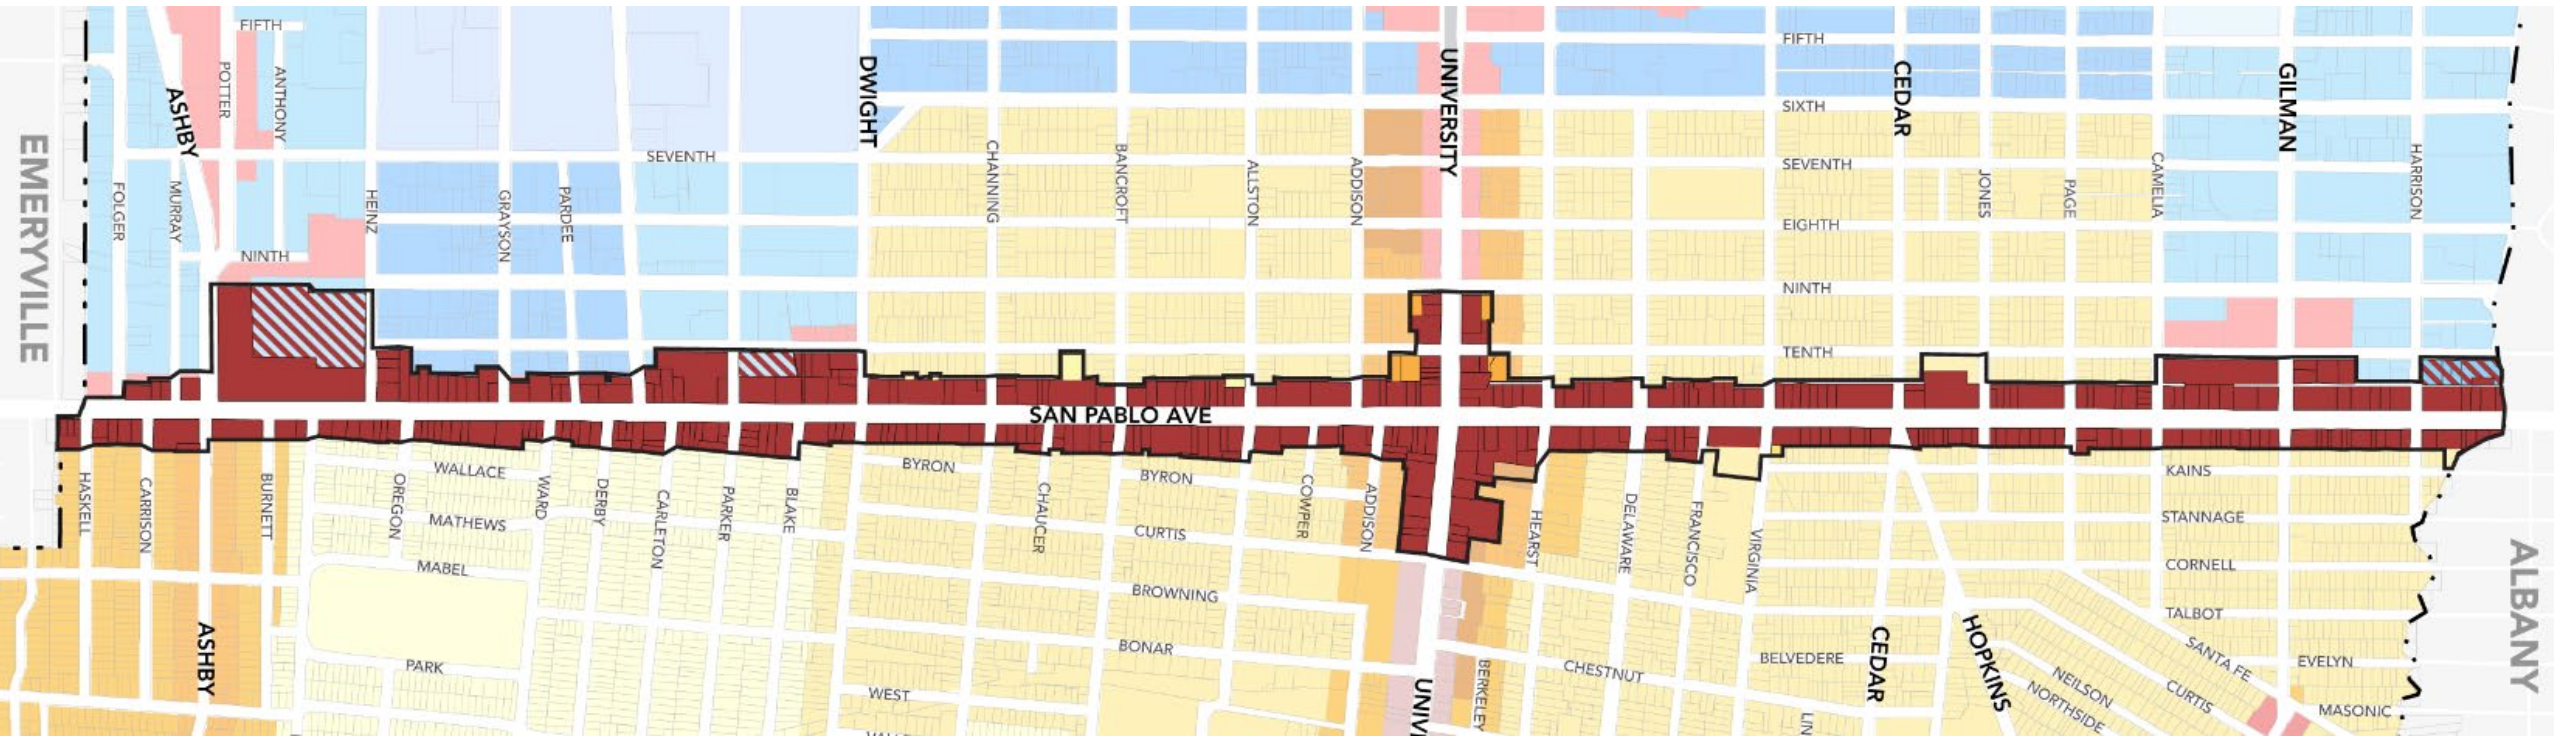 FIFTH
FIFTH
EMERYVILLE
ASHBY
POTTER
ANTHONY
DWIGHT
UNIVERSITY
CEDAR
GILMAN
SIXTH
SEVENTH
SEVENTH
FOLGER
MURRAY
HEINZ
GRAYSON
PARDEE
CHANNING
BANCROFT
ALLSTON
ADDISON
JONES
PAGE
CAMELIA
HARRISON
EIGHTH
NINTH
NINTH
TENTH
SAN PABLO AVE
HASKELL
CARRISON
BURNETT
OREGON
WALLACE
WARD
DERBY
CARLETON
PARKER
BLAKE
BYRON
BYRON
CHAUCER
COWPER
ADDISON
HEARST
DELAWARE
FRANCISCO
VIRGINIA
KAINS
MATHEWS
CURTIS
STANNAGE
ALBANY
MABEL
BROWNING
CORNELL
TALBOT
ASHBY
BONAR
CEDAR
HOPKINS
SANTA FE
PARK
CHESTNUT
BELVEDERE
EVELYN
WEST
UNIV
BERKELEY
NEILSON
CURTIS
NORTHSIDE
MASONIC
LIN